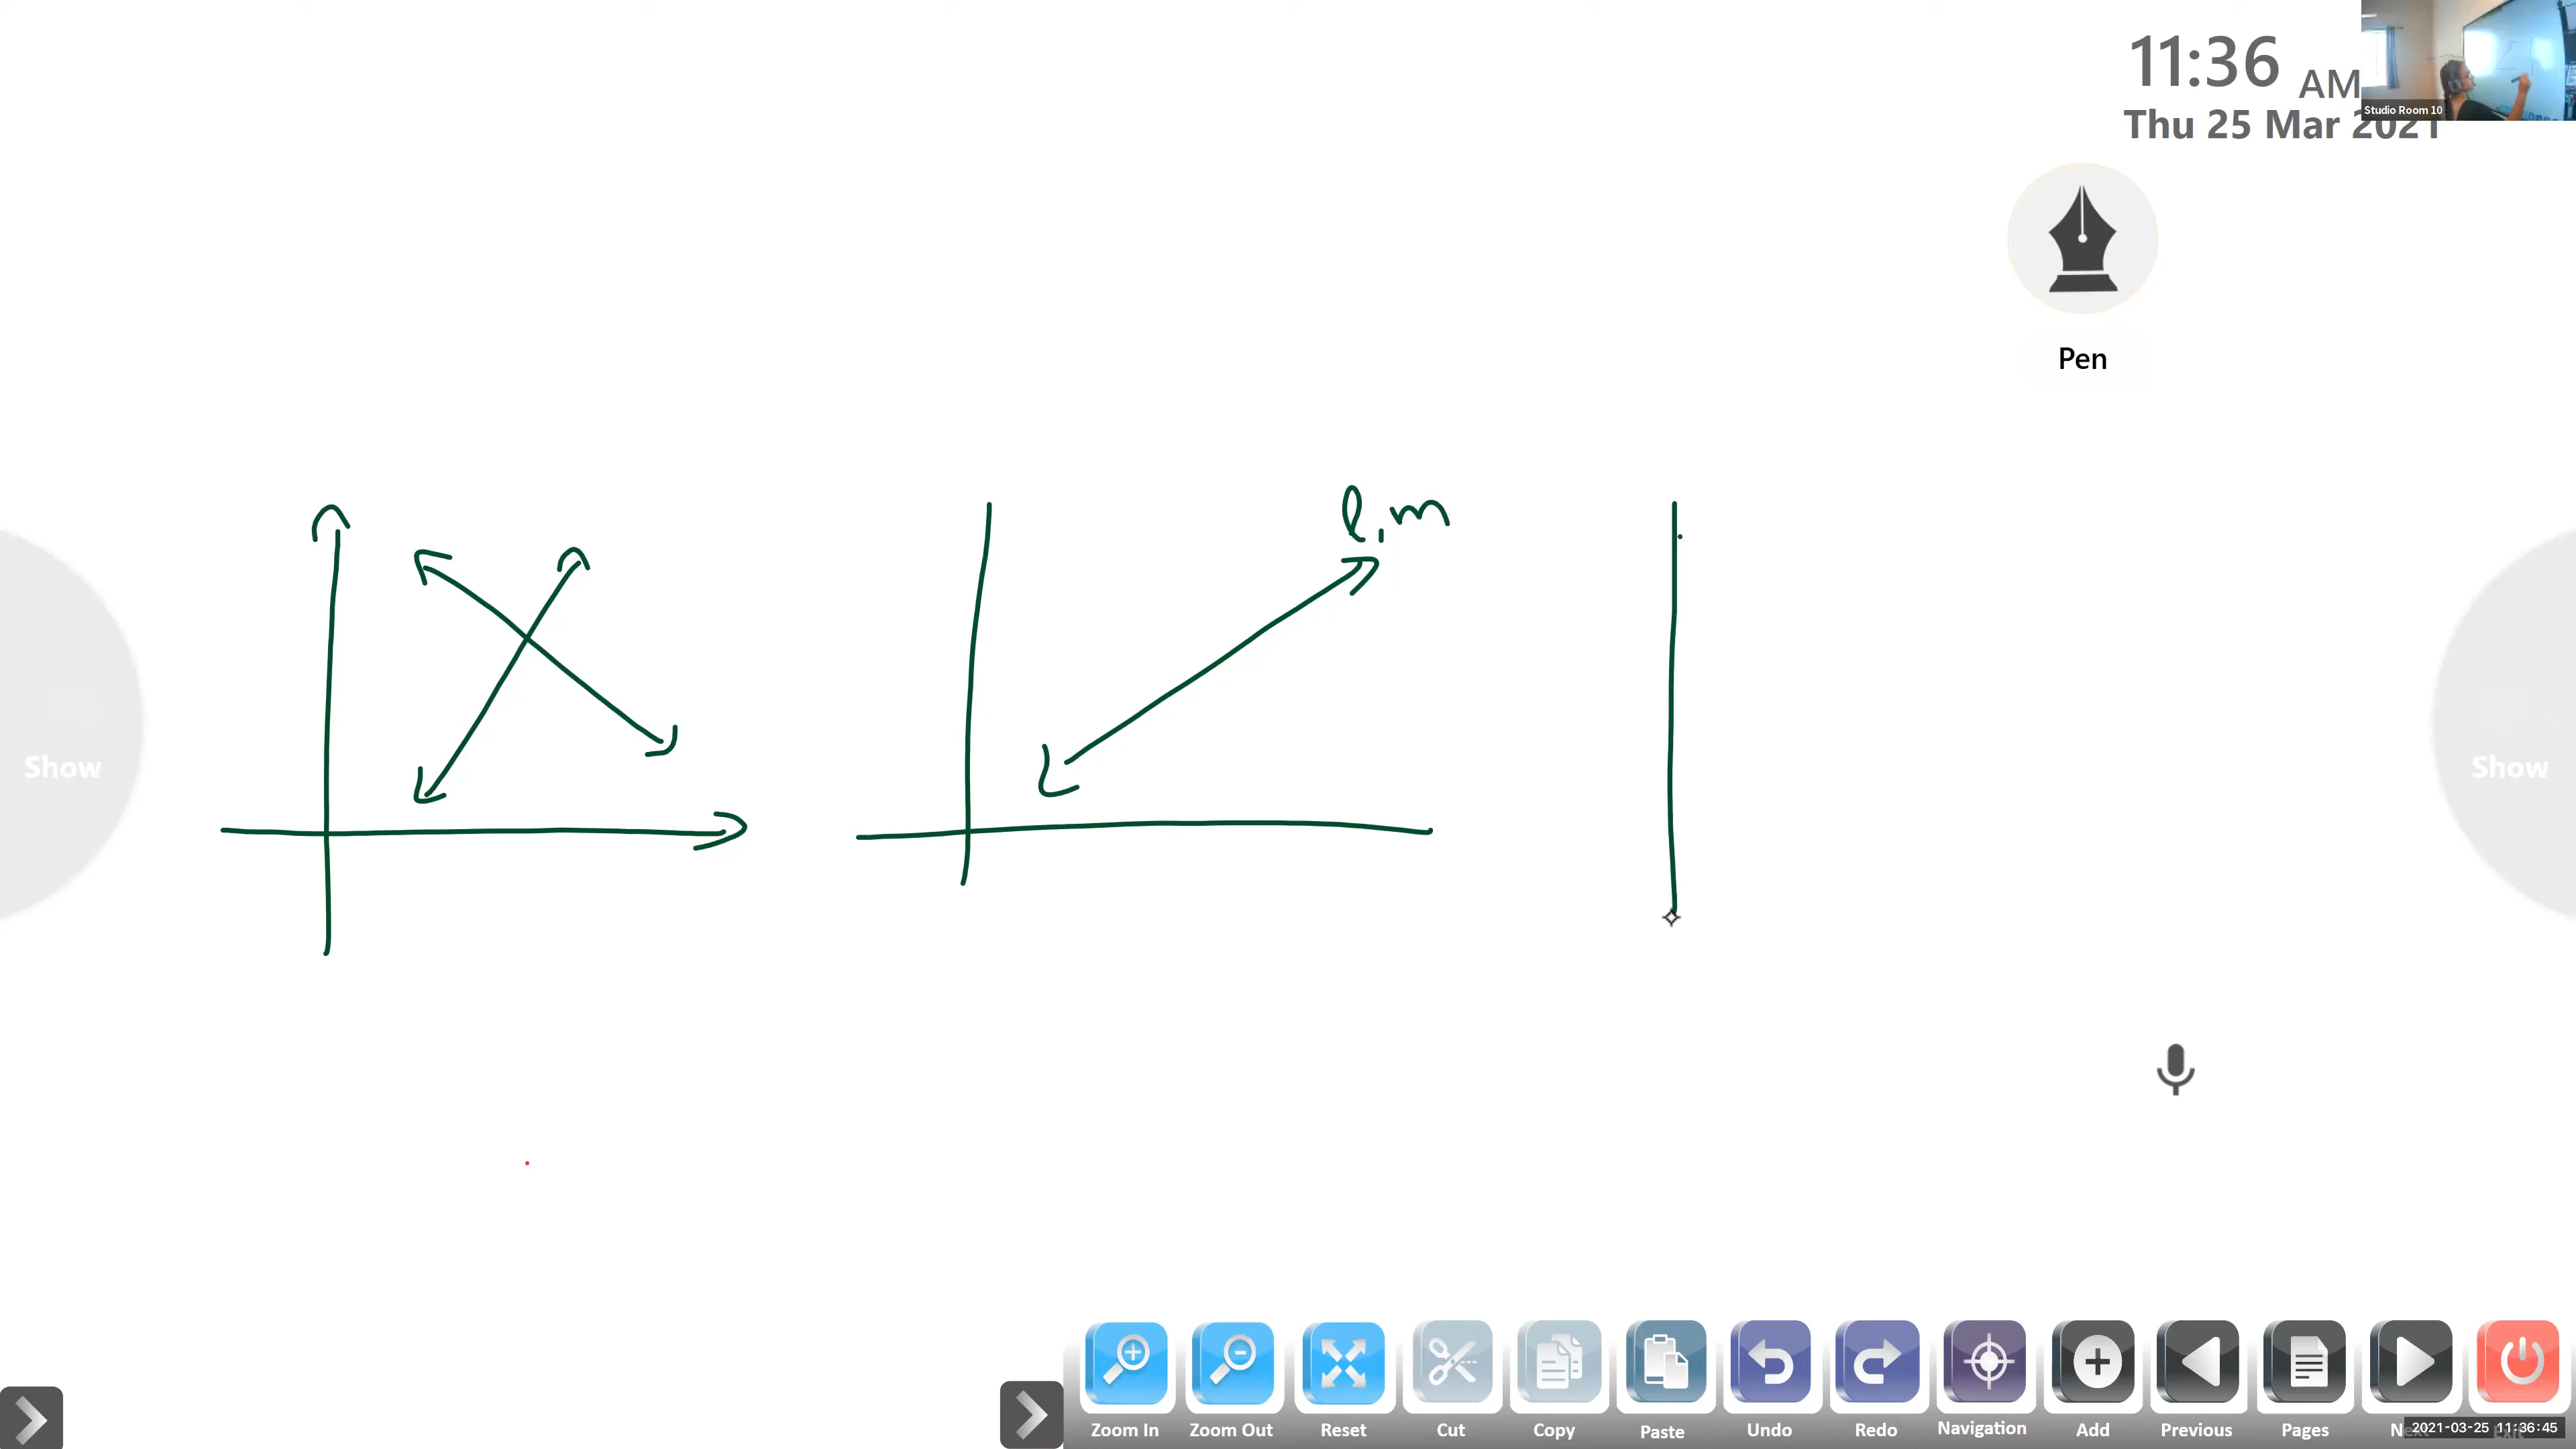 11:36 AM
Thu 25 Mar 2021
Studio Room 10
Pen
l, m
Show
Show
Zoom In
Zoom Out
Reset
Cut
Copy
Paste
Undo
Redo
Navigation
Add
Previous
Pages
2021-03-25 11:36:45